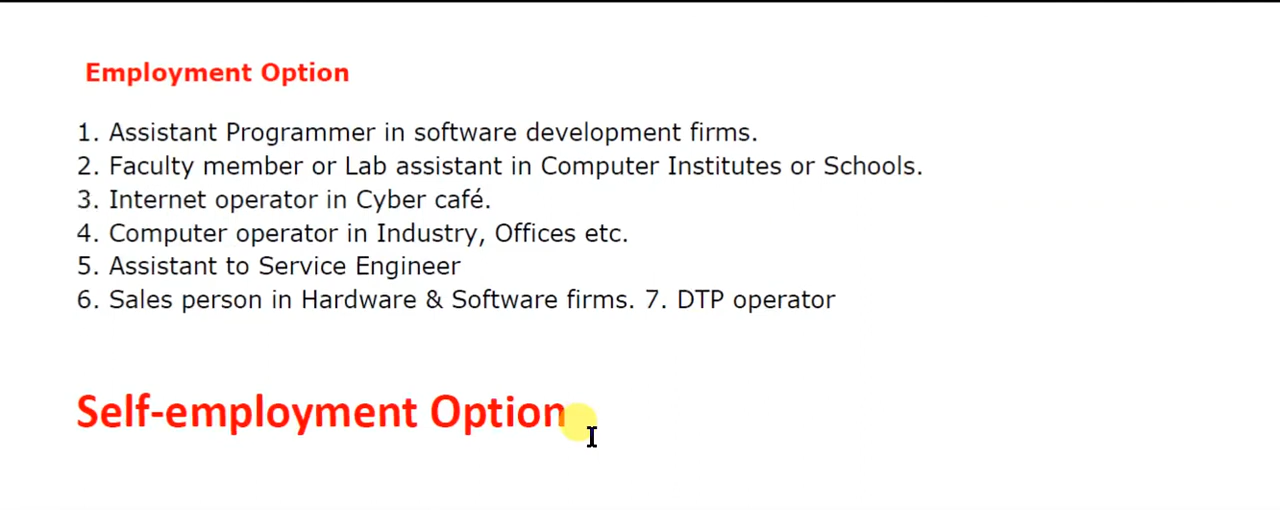 Employment Option
1. Assistant Programmer in software development firms.
2. Faculty member or Lab assistant in Computer Institutes or Schools.
3. Internet operator in Cyber café.
4. Computer operator in Industry, Offices etc.
5. Assistant to Service Engineer
6. Sales person in Hardware & Software firms. 7. DTP operator
Self-employment Option